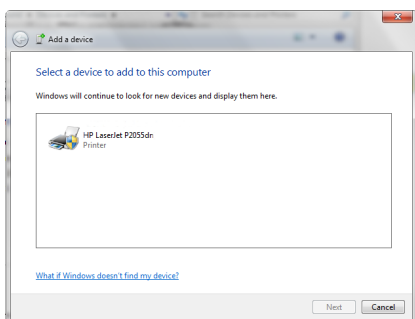 Add a device
Select a device to add to this computer
Windows will continue to look for new devices and display them here.
HP LaserJet P2055dn
Printer
What if Windows doesn't find my device?
Next
Cancel